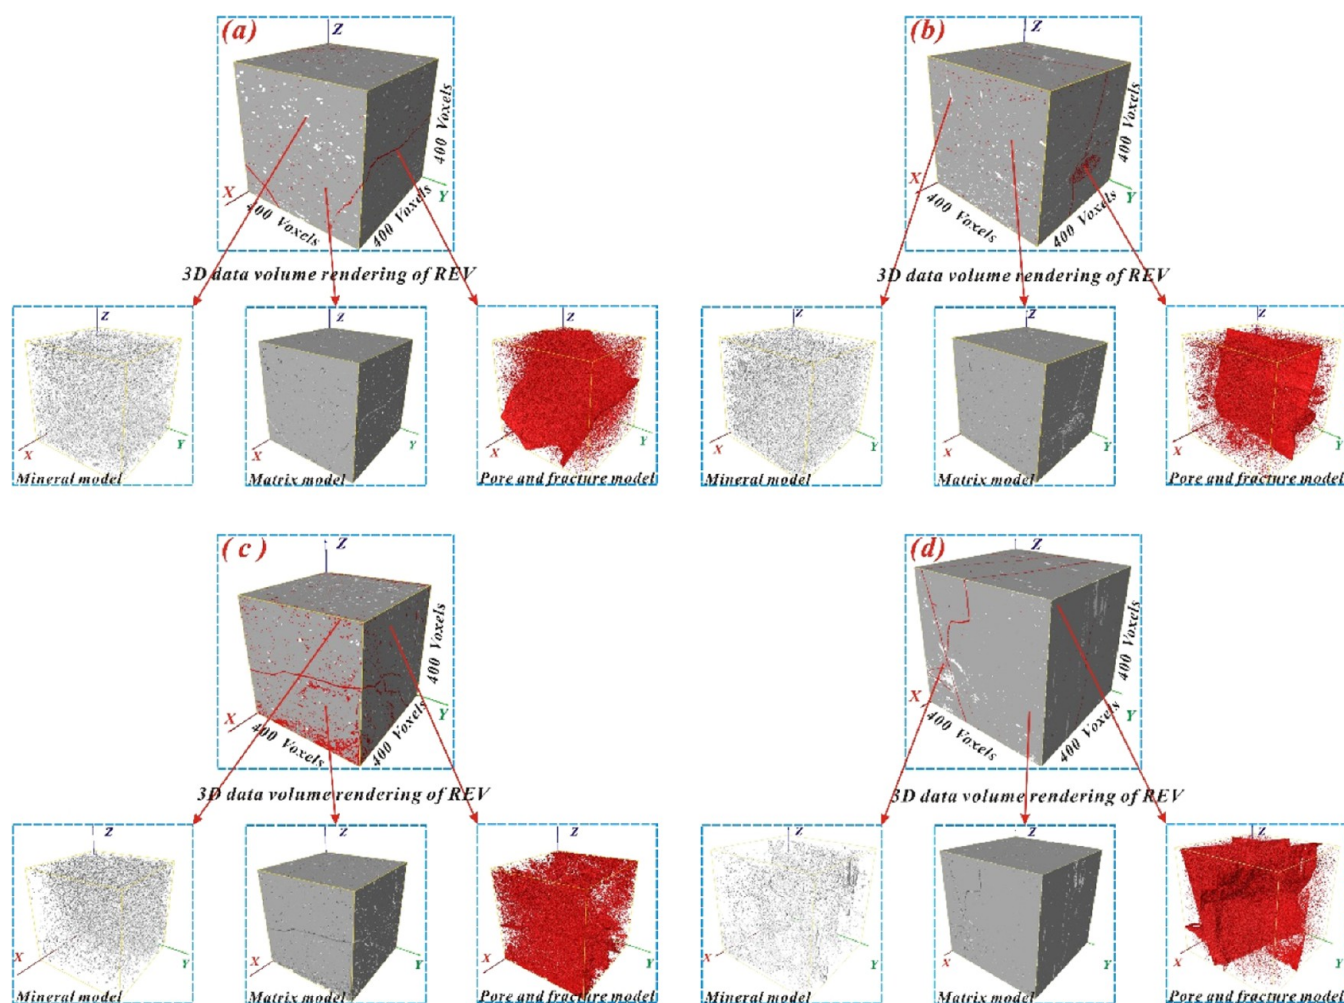 (a)
Z
400 Voxels
X
Y
400 Voxels
400 Voxels
3D data volume rendering of REV
Z
X
Y
Mineral model
Z
X
Y
Matrix model
Z
X
Y
Pore and fracture model
(b)
Z
400 Voxels
X
Y
400 Voxels
400 Voxels
3D data volume rendering of REV
Z
X
Y
Mineral model
Z
X
Y
Matrix model
Z
X
Y
Pore and fracture model
( c )
Z
400 Voxels
X
Y
400 Voxels
400 Voxels
3D data volume rendering of REV
Z
X
Y
Mineral model
Z
X
Y
Matrix model
Z
X
Y
Pore and fracture model
(d)
Z
400 Voxels
X
Y
400 Voxels
400 Voxels
3D data volume rendering of REV
Z
X
Y
Mineral model
Z
X
Y
Matrix model
Z
X
Y
Pore and fracture model